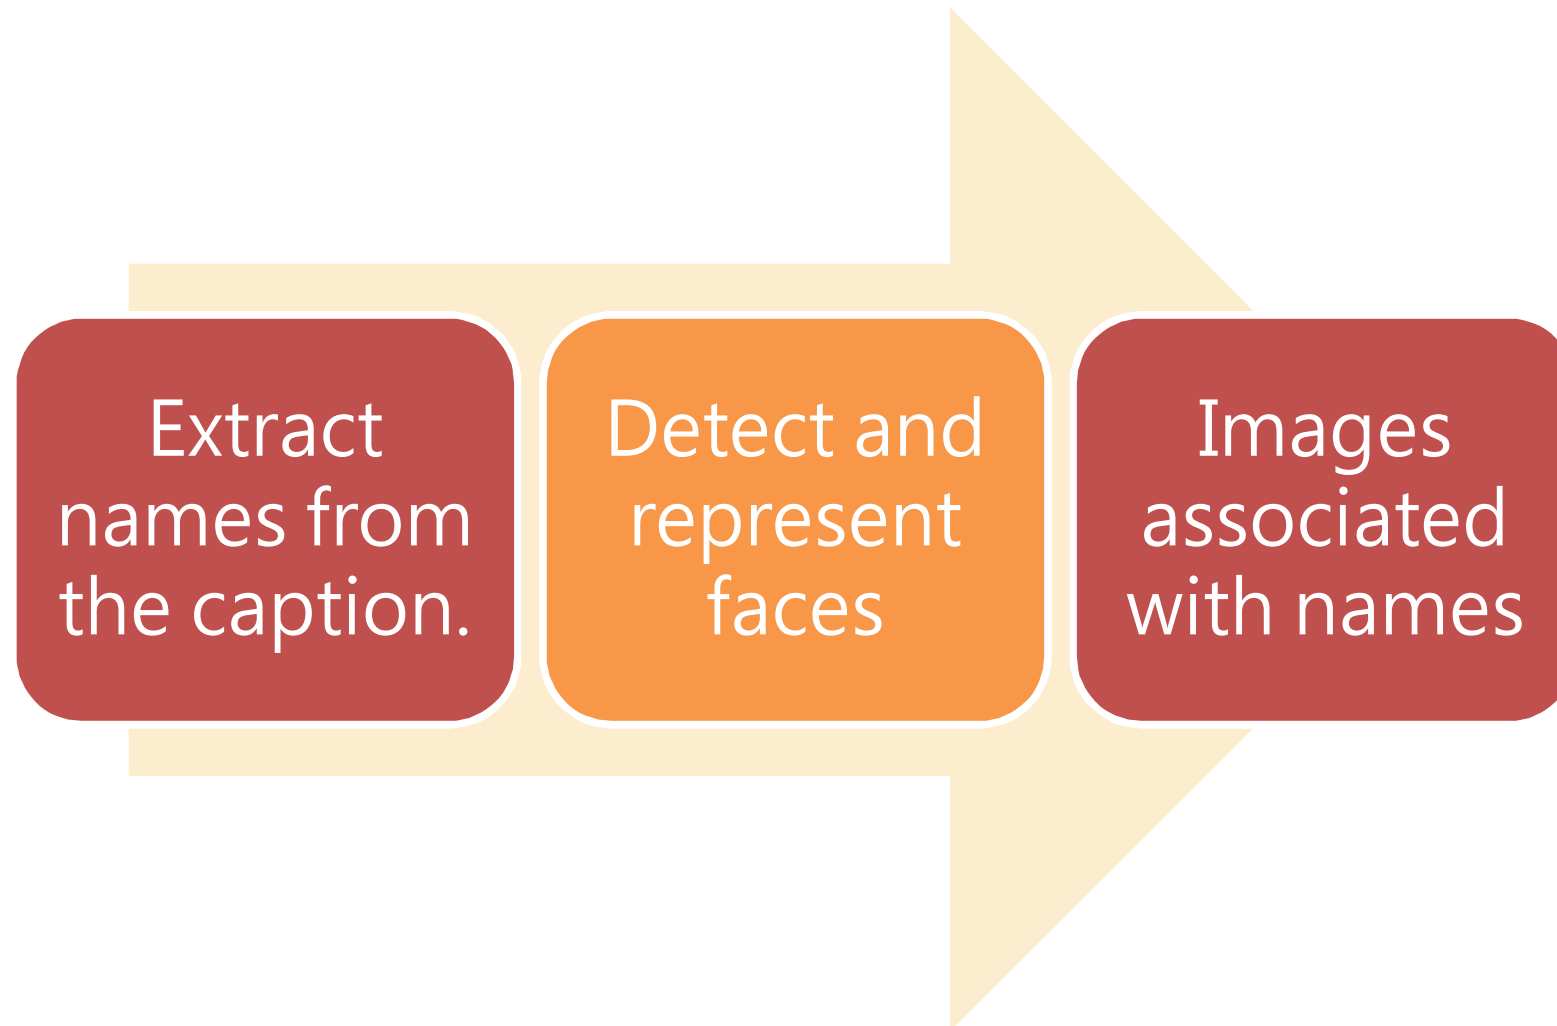 Extract
names from
the caption.
Detect and
represent
faces
Images
associated
with names